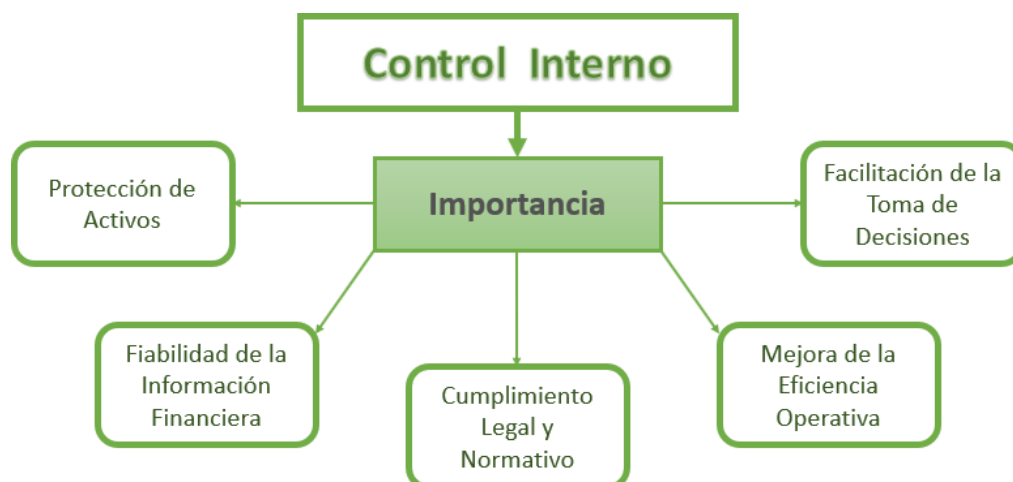 Control Interno
Importancia
Protección de
Activos
Facilitación de la
Toma de
Decisiones
Fiabilidad de la
Información
Financiera
Cumplimiento
Legal y
Normativo
Mejora de la
Eficiencia
Operativa